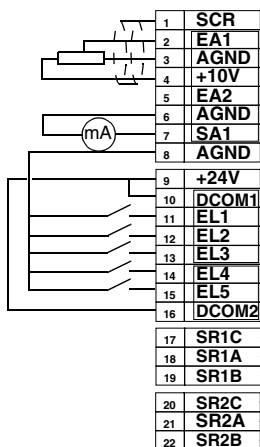 1 SCR
2 EA1
3 AGND
4 +10V
5 EA2
6 AGND
mA
7 SA1
8 AGND
9 +24V
10 DCOM1
11 EL1
12 EL2
13 EL3
14 EL4
15 EL5
16 DCOM2
17 SR1C
18 SR1A
19 SR1B
20 SR2C
21 SR2A
22 SR2B